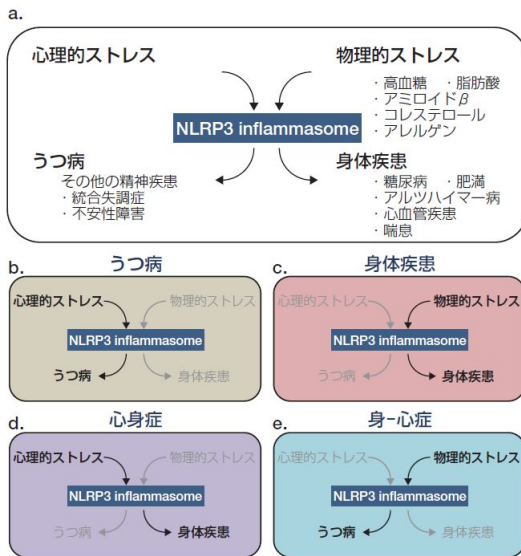 a.
心理的ストレス
物理的ストレス
・高血糖 ・脂肪酸
・アミロイドβ
・コレステロール
・アレルゲン
NLRP3 inflammasome
うつ病
その他の精神疾患
・統合失調症
・不安性障害
身体疾患
・糖尿病 ・肥満
・アルツハイマー病
・心血管疾患
・喘息
b.
うつ病
心理的ストレス
物理的ストレス
NLRP3 inflammasome
うつ病
身体疾患
c.
身体疾患
心理的ストレス
物理的ストレス
NLRP3 inflammasome
うつ病
身体疾患
d.
心身症
心理的ストレス
物理的ストレス
NLRP3 inflammasome
うつ病
身体疾患
e.
身-心症
心理的ストレス
物理的ストレス
NLRP3 inflammasome
うつ病
身体疾患